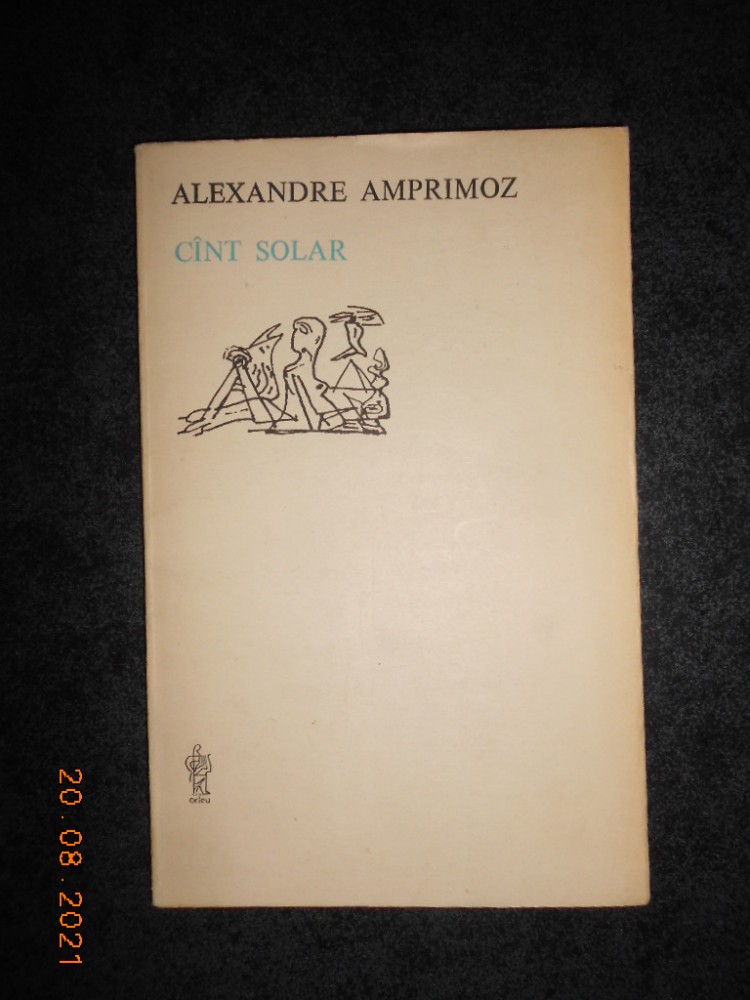 ALEXANDRE AMPRIMOZ
CÎNT SOLAR
orfeu
20.08.2021